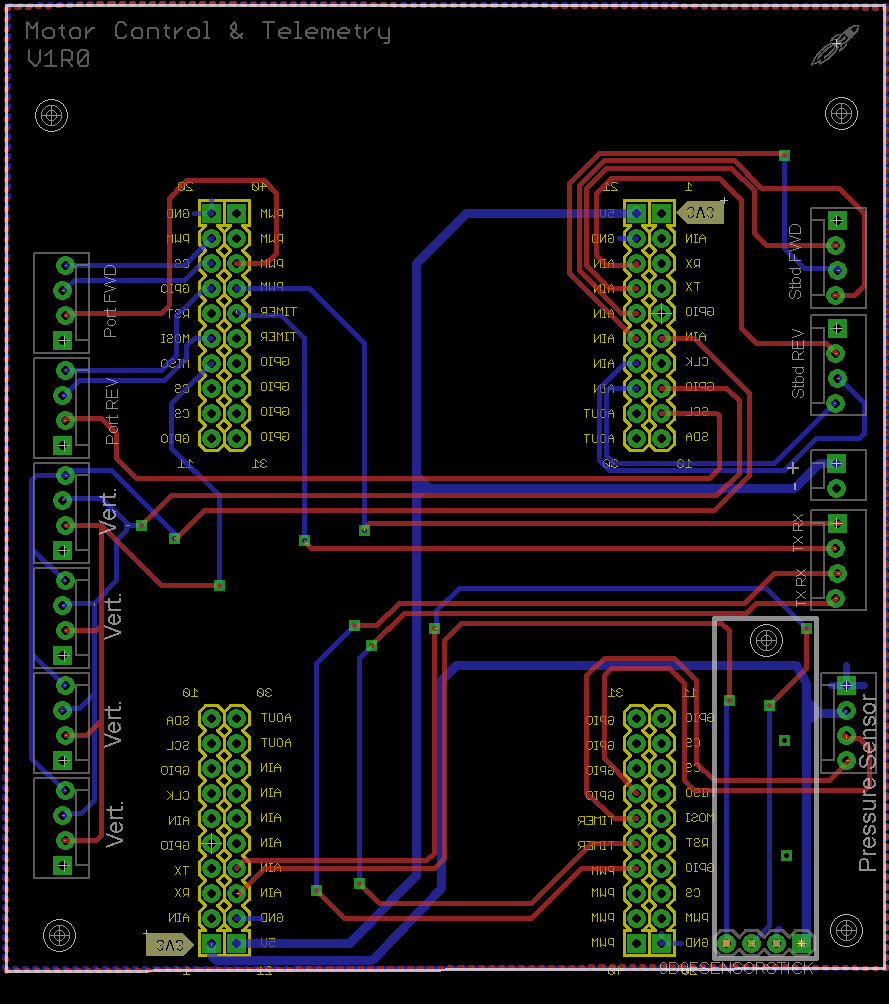 Motor Control & Telemetry
V1R0
20 40
GND PWM
PWM PWM
CS PWM
GPIO PWM
RST TIMER
MOSI TIMER
MISO GPIO
CS GPIO
CS GPIO
GPIO GPIO
11 31
21 1
5V 3V3
GND AIN
AIN RX
AIN TX
AIN GPIO
AIN AIN
AIN CLK
AIN GPIO
AOUT SCL
AOUT SDA
30 10
Port FWD
Port REV
Vert.
Vert.
Vert.
Vert.
Stbd FWD
Stbd REV
- +
TX RX
TX RX
10 30
SDA AOUT
SCL AOUT
GPIO AIN
CLK AIN
AIN AIN
GPIO AIN
TX AIN
RX AIN
AIN GND
3V3 5V
1 21
31 11
GPIO GPIO
GPIO CS
GPIO CS
GPIO MISO
TIMER MOSI
TIMER RST
PWM GPIO
PWM CS
PWM PWM
PWM GND
40
Pressure Sensor
9DOFSENSORSTICK